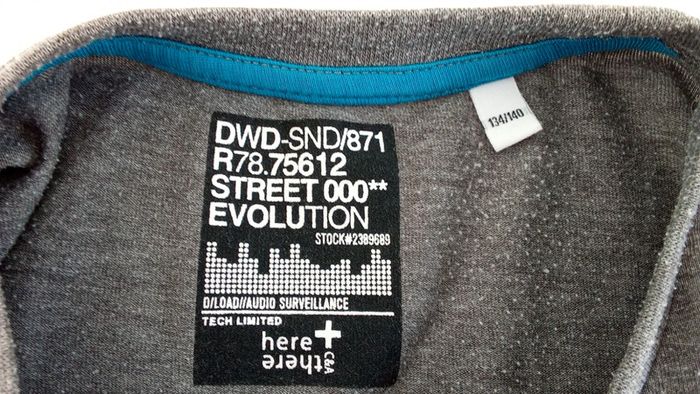 DWD-SND/871
R78.75612
STREET 000**
EVOLUTION
STOCK#2389689
D/LOAD//AUDIO SURVEILLANCE
TECH LIMITED
here +
there
C&A
134/140